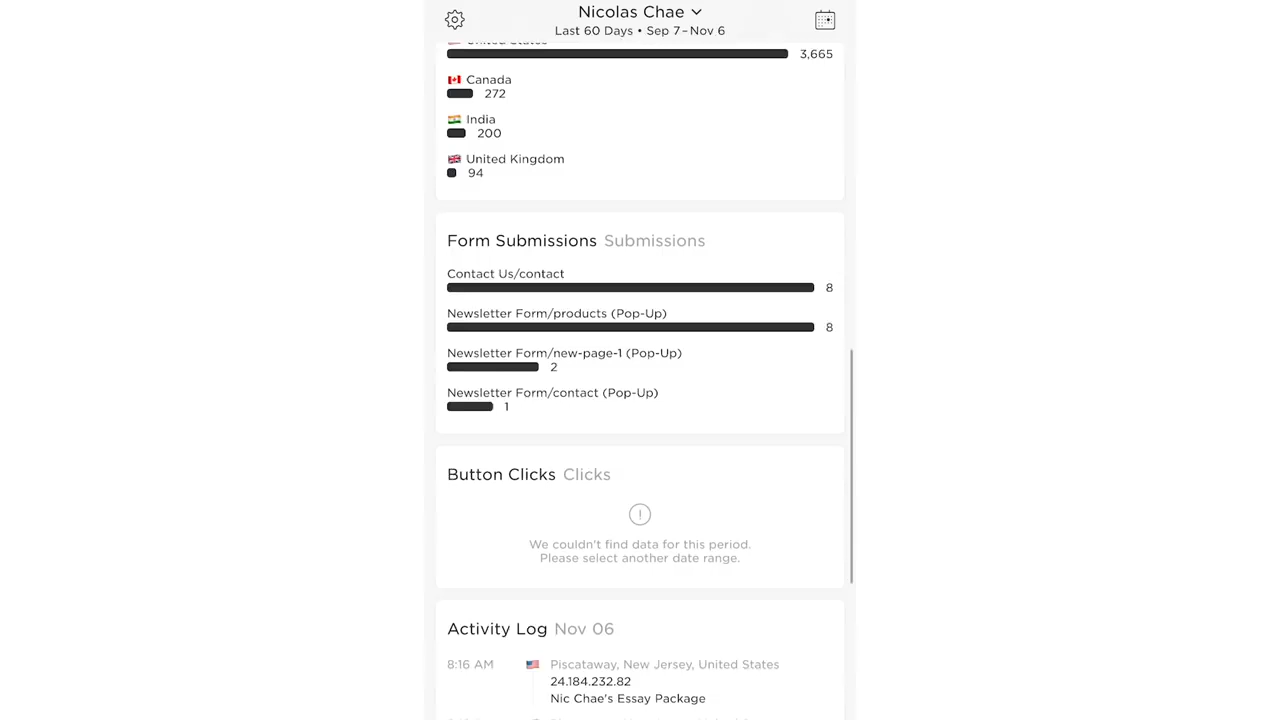 Nicolas Chae
Last 60 Days • Sep 7 – Nov 6
United States
3,665
Canada
272
India
200
United Kingdom
94
Form Submissions Submissions
Contact Us/contact
8
Newsletter Form/products (Pop-Up)
8
Newsletter Form/new-page-1 (Pop-Up)
2
Newsletter Form/contact (Pop-Up)
1
Button Clicks Clicks
We couldn't find data for this period.
Please select another date range.
Activity Log Nov 06
8:16 AM Piscataway, New Jersey, United States
24.184.232.82
Nic Chae's Essay Package